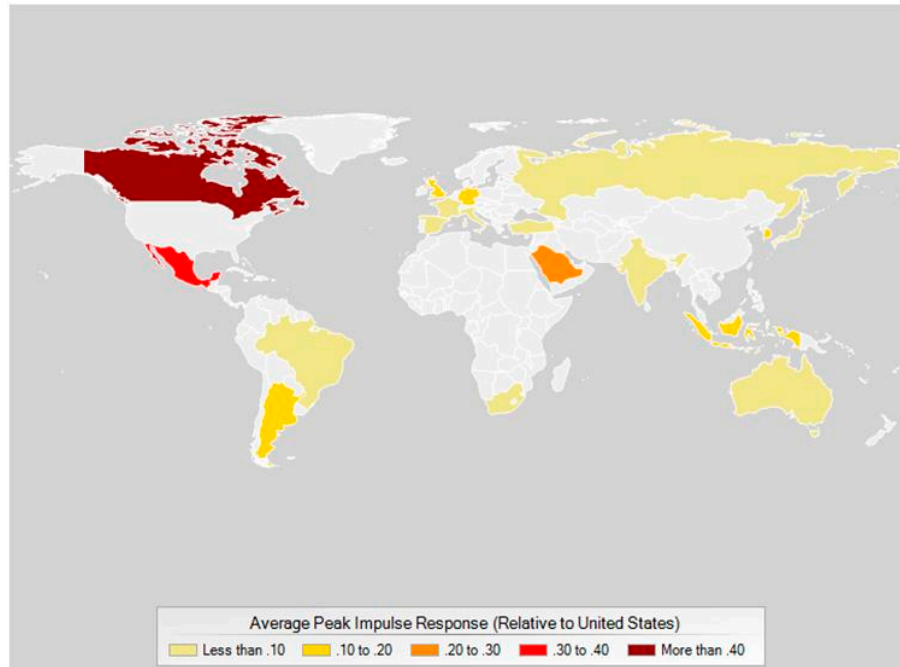 Average Peak Impulse Response (Relative to United States)
Less than .10 .10 to .20 .20 to .30 .30 to .40 More than .40